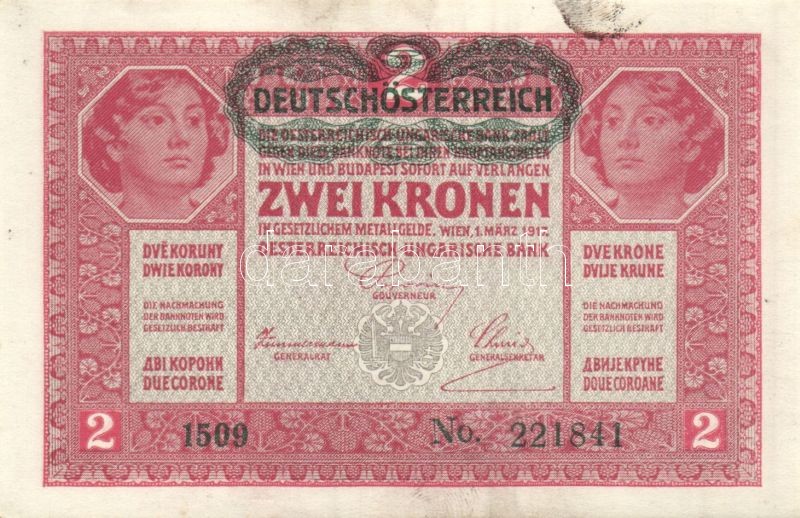 2
DEUTSCHÖSTERREICH
DIE OESTERREICHISCH-UNGARISCHE BANK ZAHLT
GEGEN DIESE BANKNOTE BEI IHREN HAUPTANSTALTEN
IN WIEN UND BUDAPEST SOFORT AUF VERLANGEN
ZWEI KRONEN
IN GESETZLICHEM METALLGELDE. WIEN, 1. MÄRZ 1917.
OESTERREICHISCH-UNGARISCHE BANK
GOUVERNEUR
GENERALRAT
GENERALSEKRETÄR
DVĚ KORUNY
DWIE KORONY
DIE NACHMACHUNG
DER BANKNOTEN WIRD
GESETZLICH BESTRAFT
ДВІ КОРОНИ
DUE CORONE
DVE KRONE
DVIJE KRUNE
DIE NACHMACHUNG
DER BANKNOTEN WIRD
GESETZLICH BESTRAFT
ДВИЈЕ КРУНЕ
DOUE COROANE
2
1509
No. 221841
2
darabanth